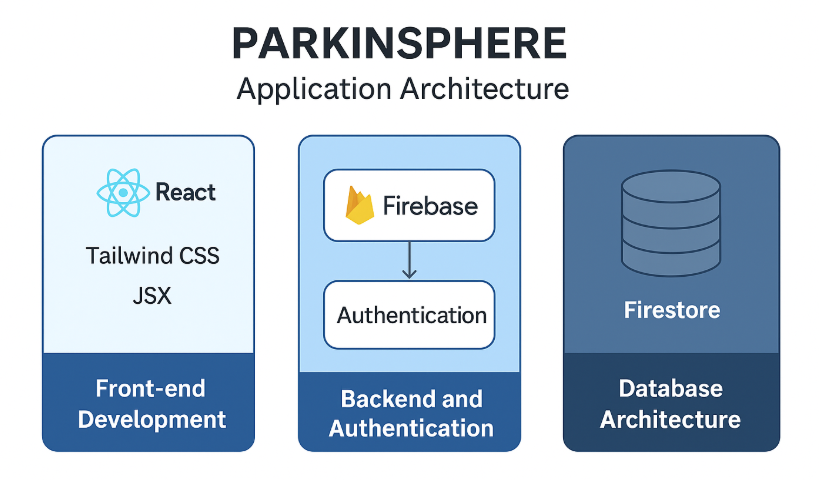 PARKINSPHERE
Application Architecture
React
Tailwind CSS
JSX
Front-end
Development
Firebase
Authentication
Backend and
Authentication
Firestore
Database
Architecture